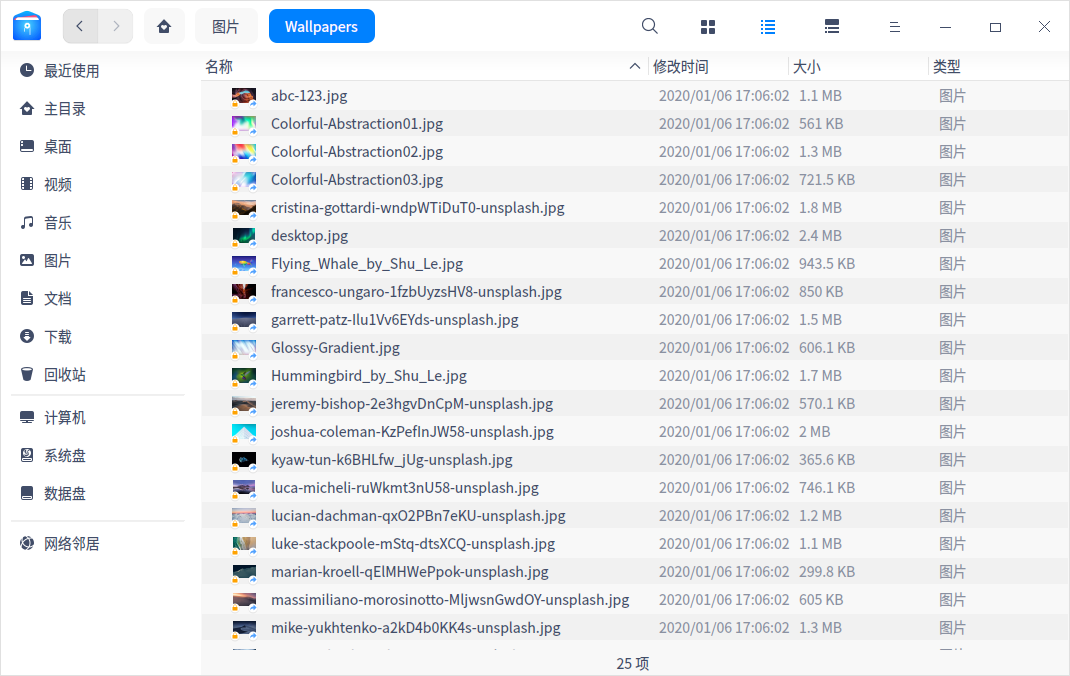 图片 Wallpapers
最近使用
主目录
桌面
视频
音乐
图片
文档
下载
回收站
计算机
系统盘
数据盘
网络邻居
名称 修改时间 大小 类型
abc-123.jpg 2020/01/06 17:06:02 1.1 MB 图片
Colorful-Abstraction01.jpg 2020/01/06 17:06:02 561 KB 图片
Colorful-Abstraction02.jpg 2020/01/06 17:06:02 1.3 MB 图片
Colorful-Abstraction03.jpg 2020/01/06 17:06:02 721.5 KB 图片
cristina-gottardi-wndpWTiDuT0-unsplash.jpg 2020/01/06 17:06:02 1.8 MB 图片
desktop.jpg 2020/01/06 17:06:02 2.4 MB 图片
Flying_Whale_by_Shu_Le.jpg 2020/01/06 17:06:02 943.5 KB 图片
francesco-ungaro-1fzbUyzsHV8-unsplash.jpg 2020/01/06 17:06:02 850 KB 图片
garrett-patz-Ilu1Vv6EYds-unsplash.jpg 2020/01/06 17:06:02 1.5 MB 图片
Glossy-Gradient.jpg 2020/01/06 17:06:02 606.1 KB 图片
Hummingbird_by_Shu_Le.jpg 2020/01/06 17:06:02 1.7 MB 图片
jeremy-bishop-2e3hgvDnCpM-unsplash.jpg 2020/01/06 17:06:02 570.1 KB 图片
joshua-coleman-KzPefInJW58-unsplash.jpg 2020/01/06 17:06:02 2 MB 图片
kyaw-tun-k6BHLfw_jUg-unsplash.jpg 2020/01/06 17:06:02 365.6 KB 图片
luca-micheli-ruWkmt3nU58-unsplash.jpg 2020/01/06 17:06:02 746.1 KB 图片
lucian-dachman-qxO2PBn7eKU-unsplash.jpg 2020/01/06 17:06:02 1.2 MB 图片
luke-stackpoole-mStq-dtsXCQ-unsplash.jpg 2020/01/06 17:06:02 1.1 MB 图片
marian-kroell-qElMHWePpok-unsplash.jpg 2020/01/06 17:06:02 299.8 KB 图片
massimiliano-morosinotto-MljwsnGwdOY-unsplash.jpg 2020/01/06 17:06:02 605 KB 图片
mike-yukhtenko-a2kD4b0KK4s-unsplash.jpg 2020/01/06 17:06:02 1.3 MB 图片
25 项